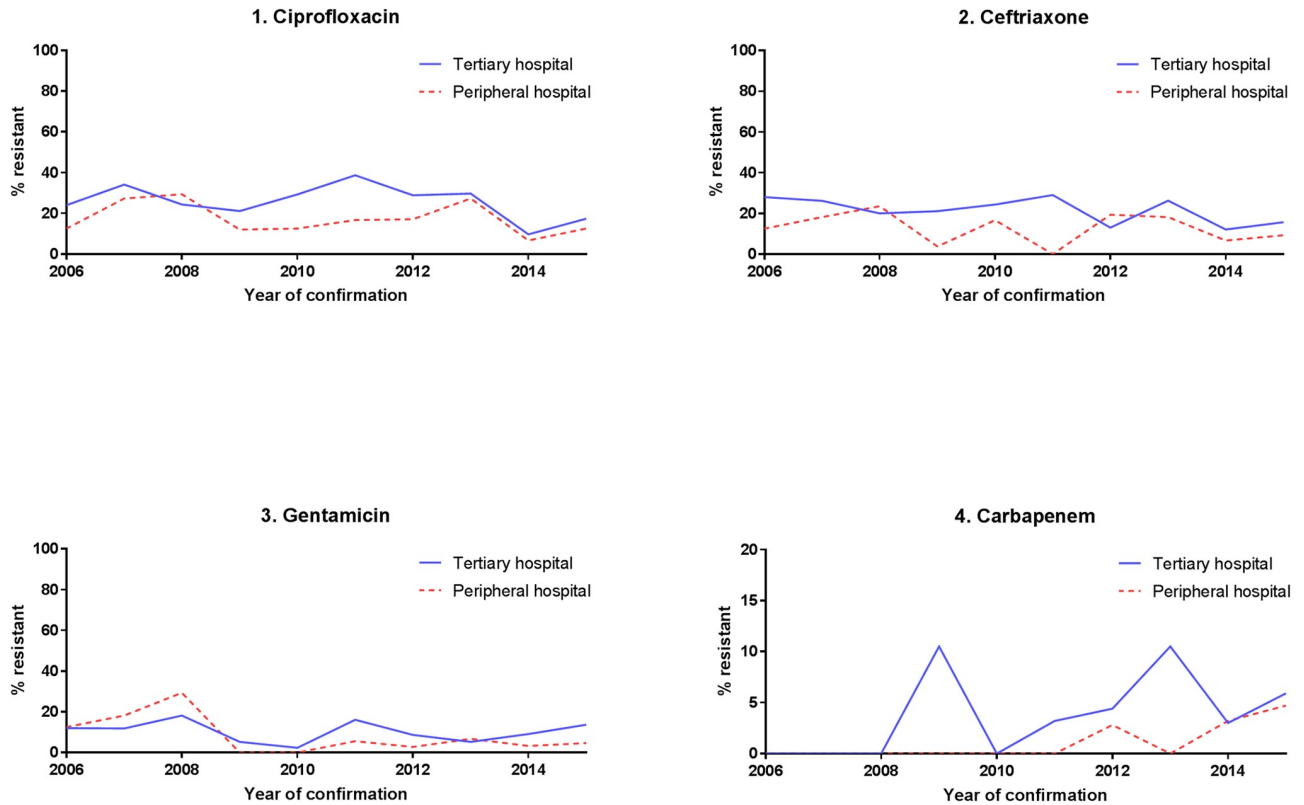 1. Ciprofloxacin
100
80
60
40
20
0
% resistant
Tertiary hospital
Peripheral hospital
2006
2008
2010
2012
2014
Year of confirmation
2. Ceftriaxone
100
80
60
40
20
0
% resistant
Tertiary hospital
Peripheral hospital
2006
2008
2010
2012
2014
Year of confirmation
3. Gentamicin
100
80
60
40
20
0
% resistant
Tertiary hospital
Peripheral hospital
2006
2008
2010
2012
2014
Year of confirmation
4. Carbapenem
20
15
10
5
0
% resistant
Tertiary hospital
Peripheral hospital
2006
2008
2010
2012
2014
Year of confirmation